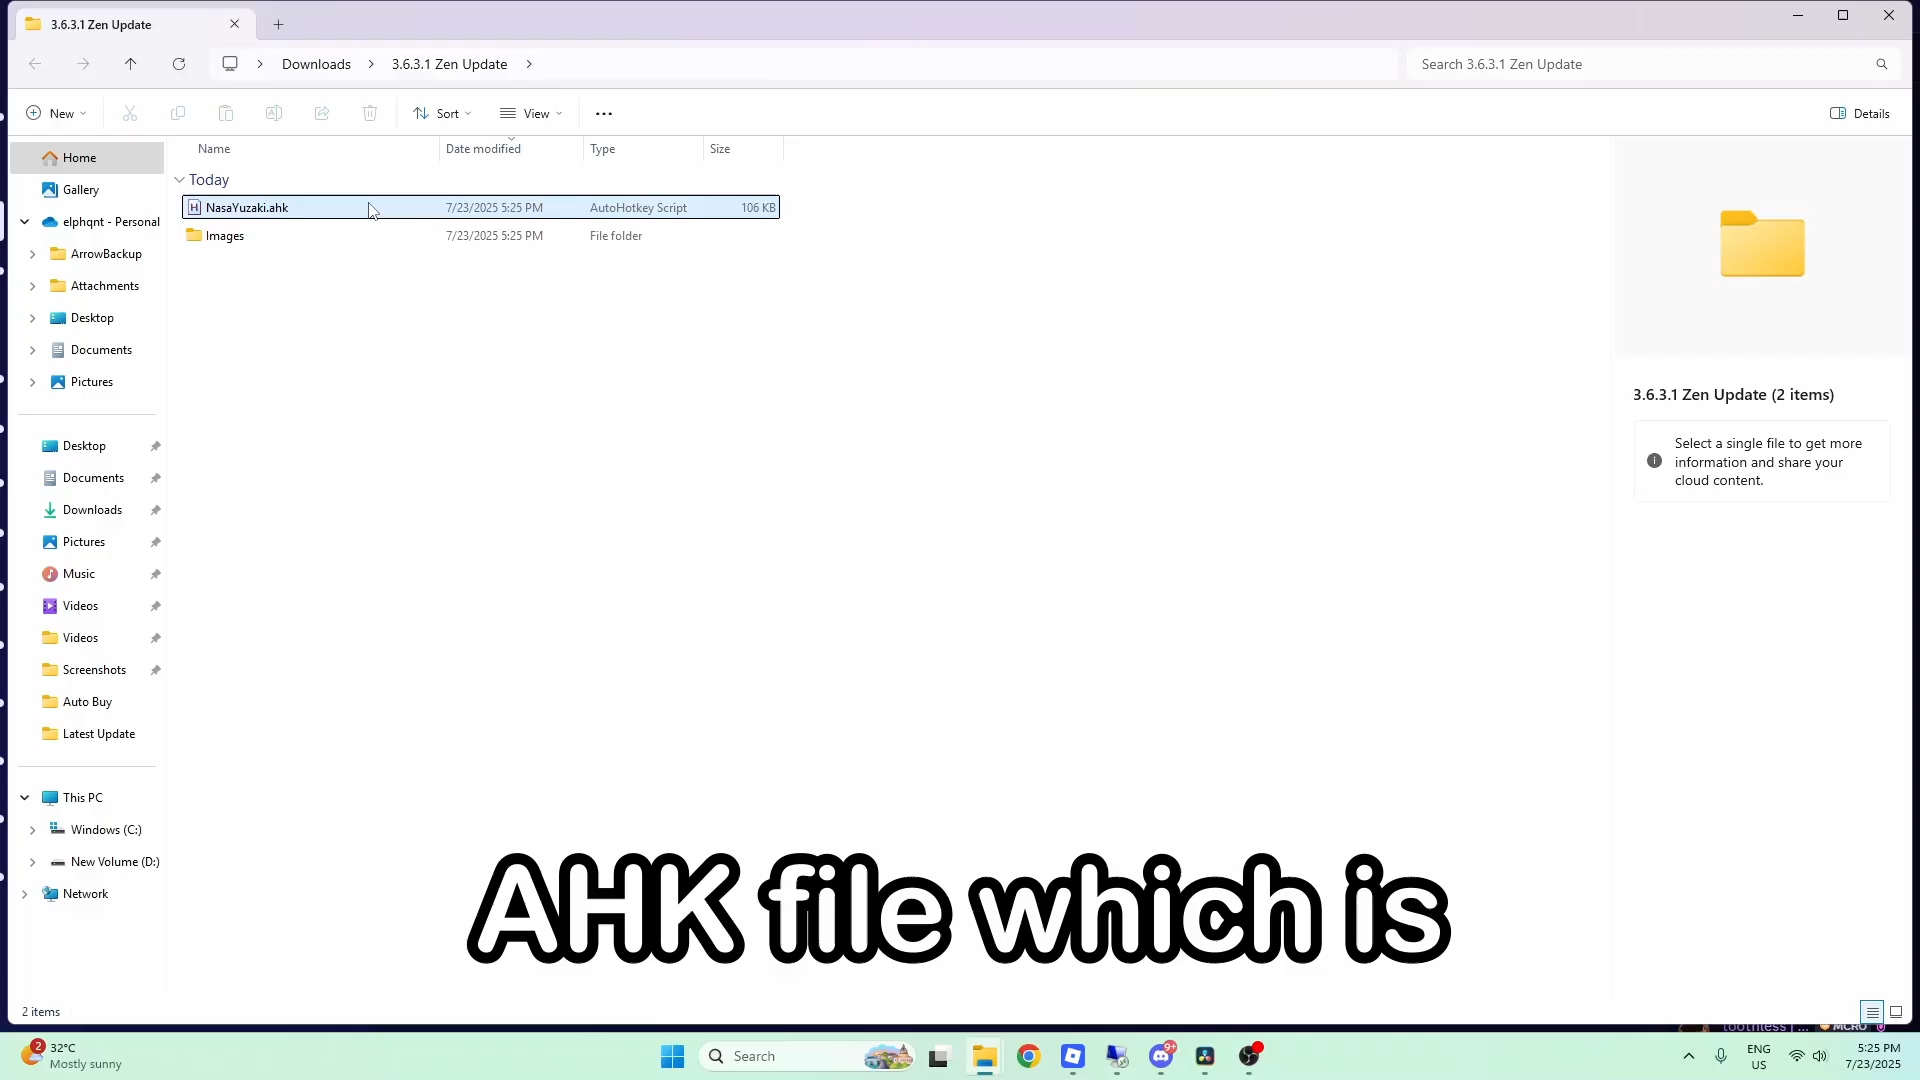 3.6.3.1 Zen Update
Downloads
3.6.3.1 Zen Update
Search 3.6.3.1 Zen Update
New
Sort
View
Details
Home
Gallery
elphqnt - Personal
ArrowBackup
Attachments
Desktop
Documents
Pictures
Desktop
Documents
Downloads
Pictures
Music
Videos
Videos
Screenshots
Auto Buy
Latest Update
This PC
Windows (C:)
New Volume (D:)
Network
Name Date modified Type Size
Today
NasaYuzaki.ahk 7/23/2025 5:25 PM AutoHotkey Script 106 KB
Images 7/23/2025 5:25 PM File folder
3.6.3.1 Zen Update (2 items)
Select a single file to get more
information and share your
cloud content.
AHK file which is
2 items
toothless | ... MCRO
2
32°C
Mostly sunny
Search
9+
ENG
US
5:25 PM
7/23/2025